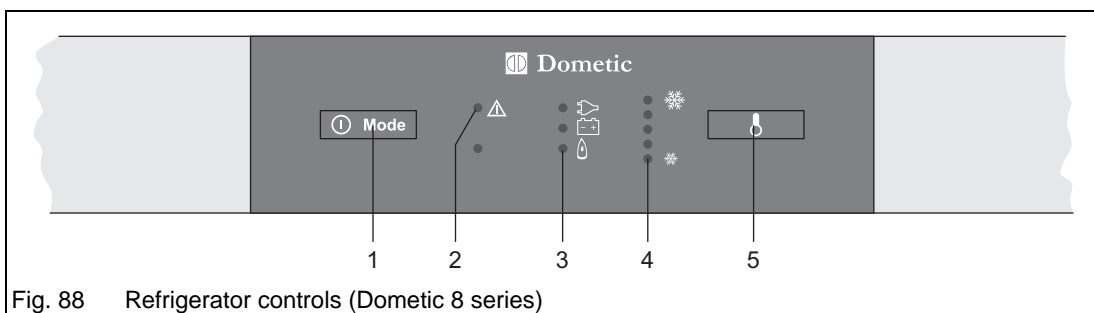 Dometic
Mode
- +
1 2 3 4 5
Fig. 88 Refrigerator controls (Dometic 8 series)